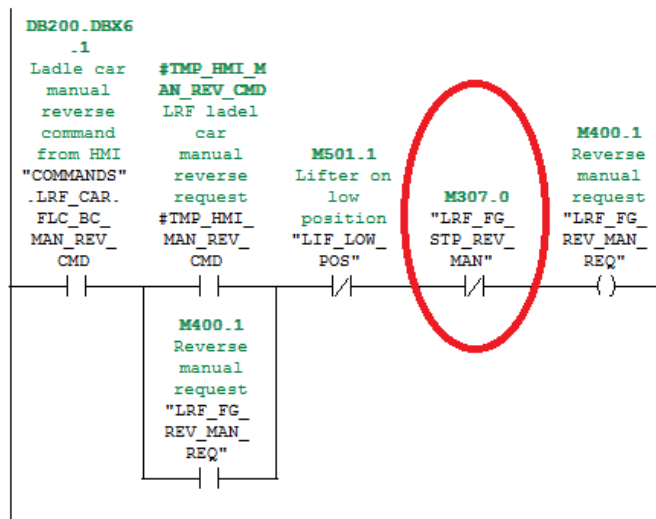 DB200.DBX6
.1
Ladle car
manual
reverse
command
from HMI
"COMMANDS"
.LRF_CAR.
FLC_BC_
MAN_REV_
CMD
#TMP_HMI_M
AN_REV_CMD
LRF ladel
car
manual
reverse
request
#TMP_HMI_
MAN_REV_
CMD
M501.1
Lifter on
low
position
"LIF_LOW_
POS"
M307.0
"LRF_FG_
STP_REV_
MAN"
M400.1
Reverse
manual
request
"LRF_FG_
REV_MAN_
REQ"
M400.1
Reverse
manual
request
"LRF_FG_
REV_MAN_
REQ"